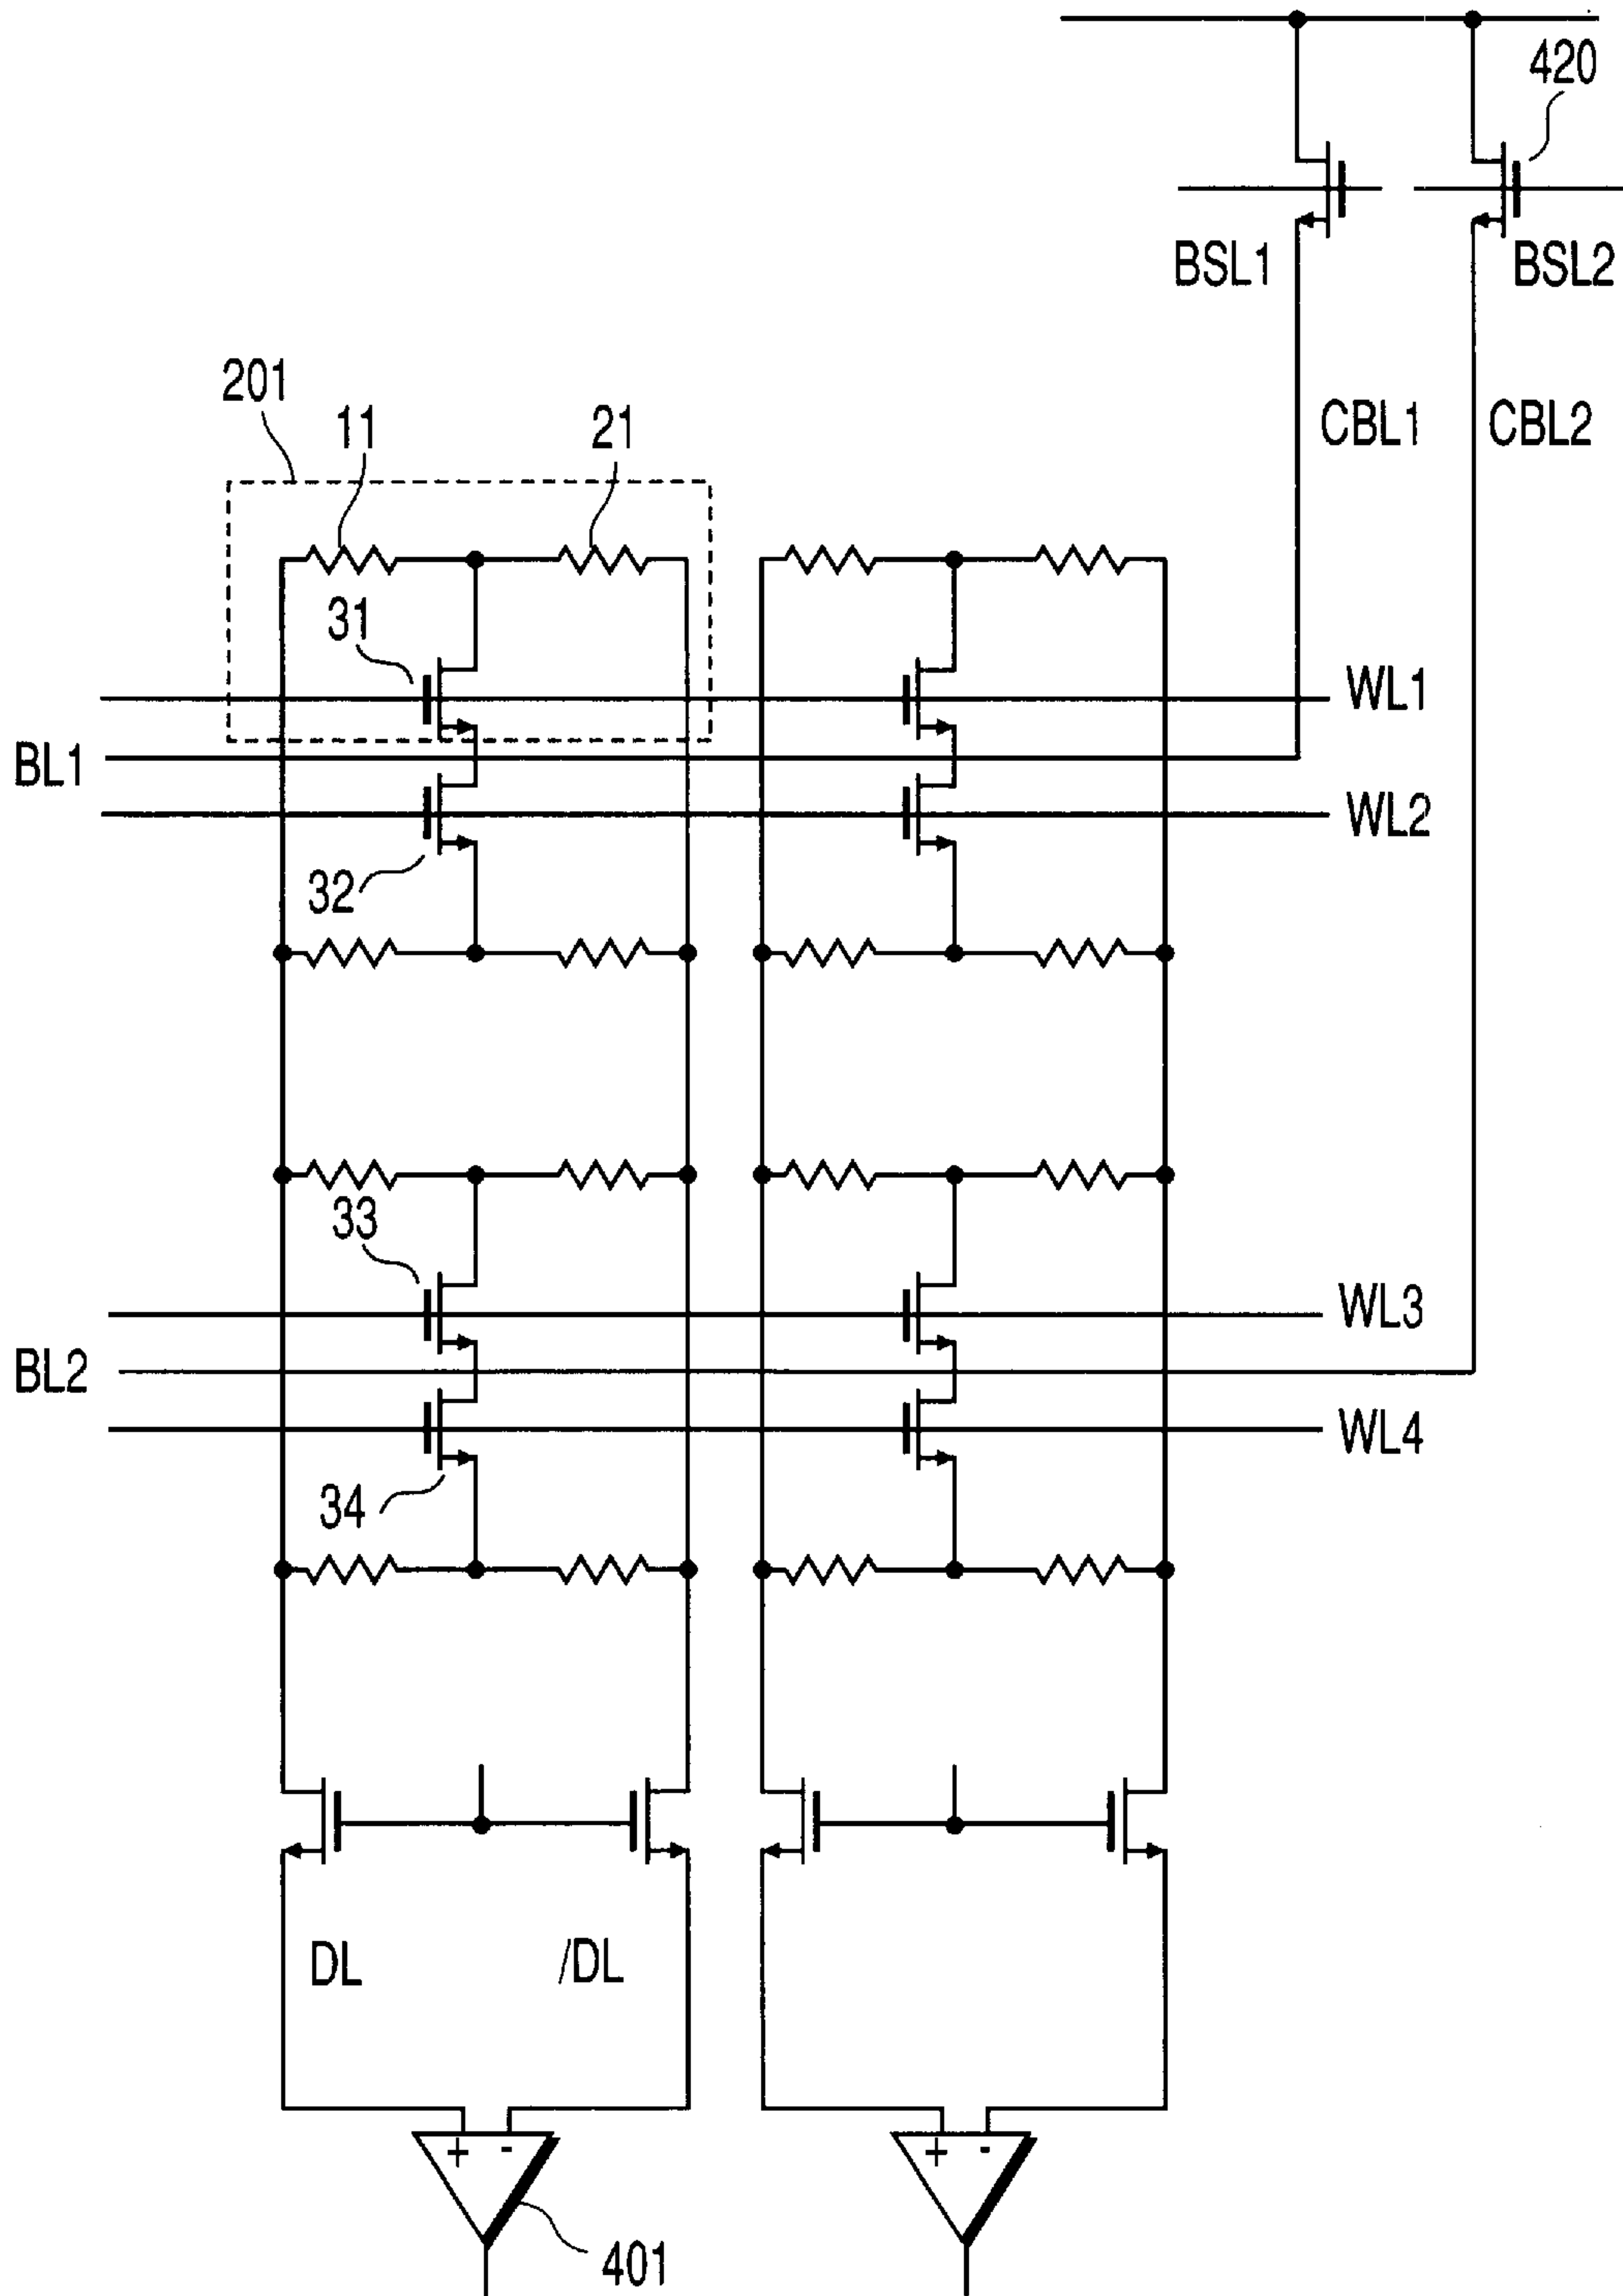 420
BSL1
BSL2
201
11
21
CBL1
CBL2
31
WL1
BL1
WL2
32
33
WL3
BL2
WL4
34
DL
/DL
+ -
+ -
401